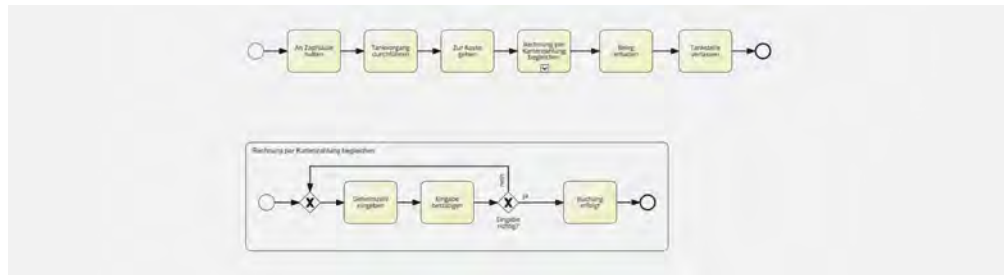 An Zapfsäule
halten
Tankvorgang
durchführen
Zur Kasse
gehen
Rechnung per
Kartenzahlung
begleichen
Beleg
erhalten
Tankstelle
verlassen
Rechnung per Kartenzahlung begleichen
nein
Geheimzahl
eingeben
Eingabe
bestätigen
ja
Buchung
erfolgt
Eingabe
richtig?